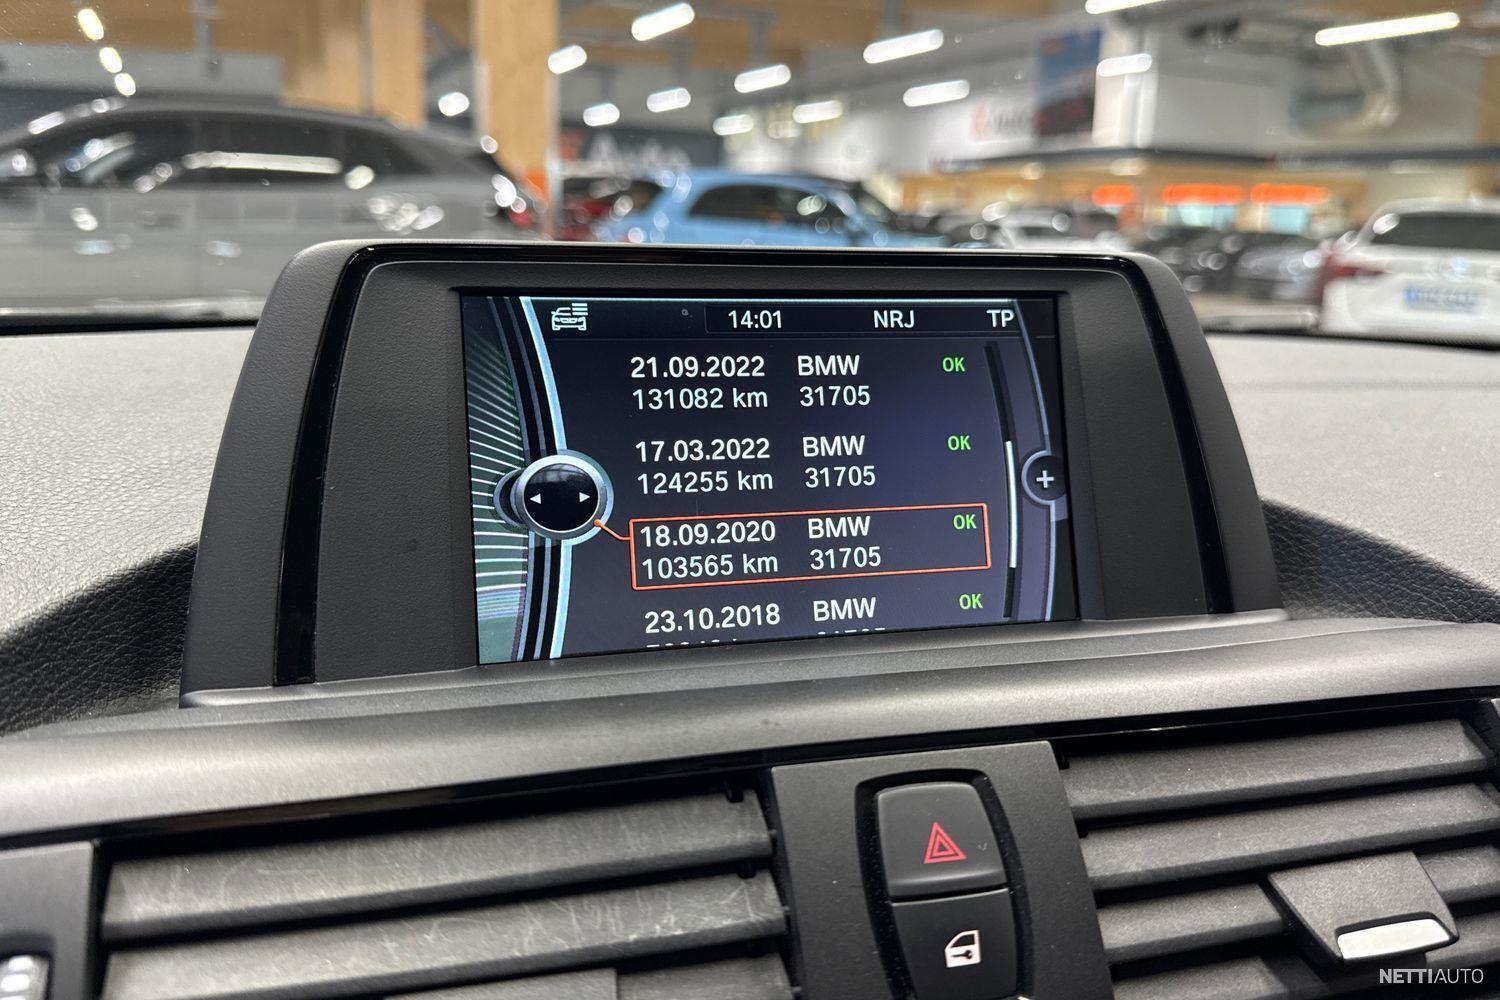 14:01 NRJ TP
21.09.2022 BMW OK
131082 km 31705
17.03.2022 BMW OK
124255 km 31705
18.09.2020 BMW OK
103565 km 31705
23.10.2018 BMW OK
NETTIAUTO